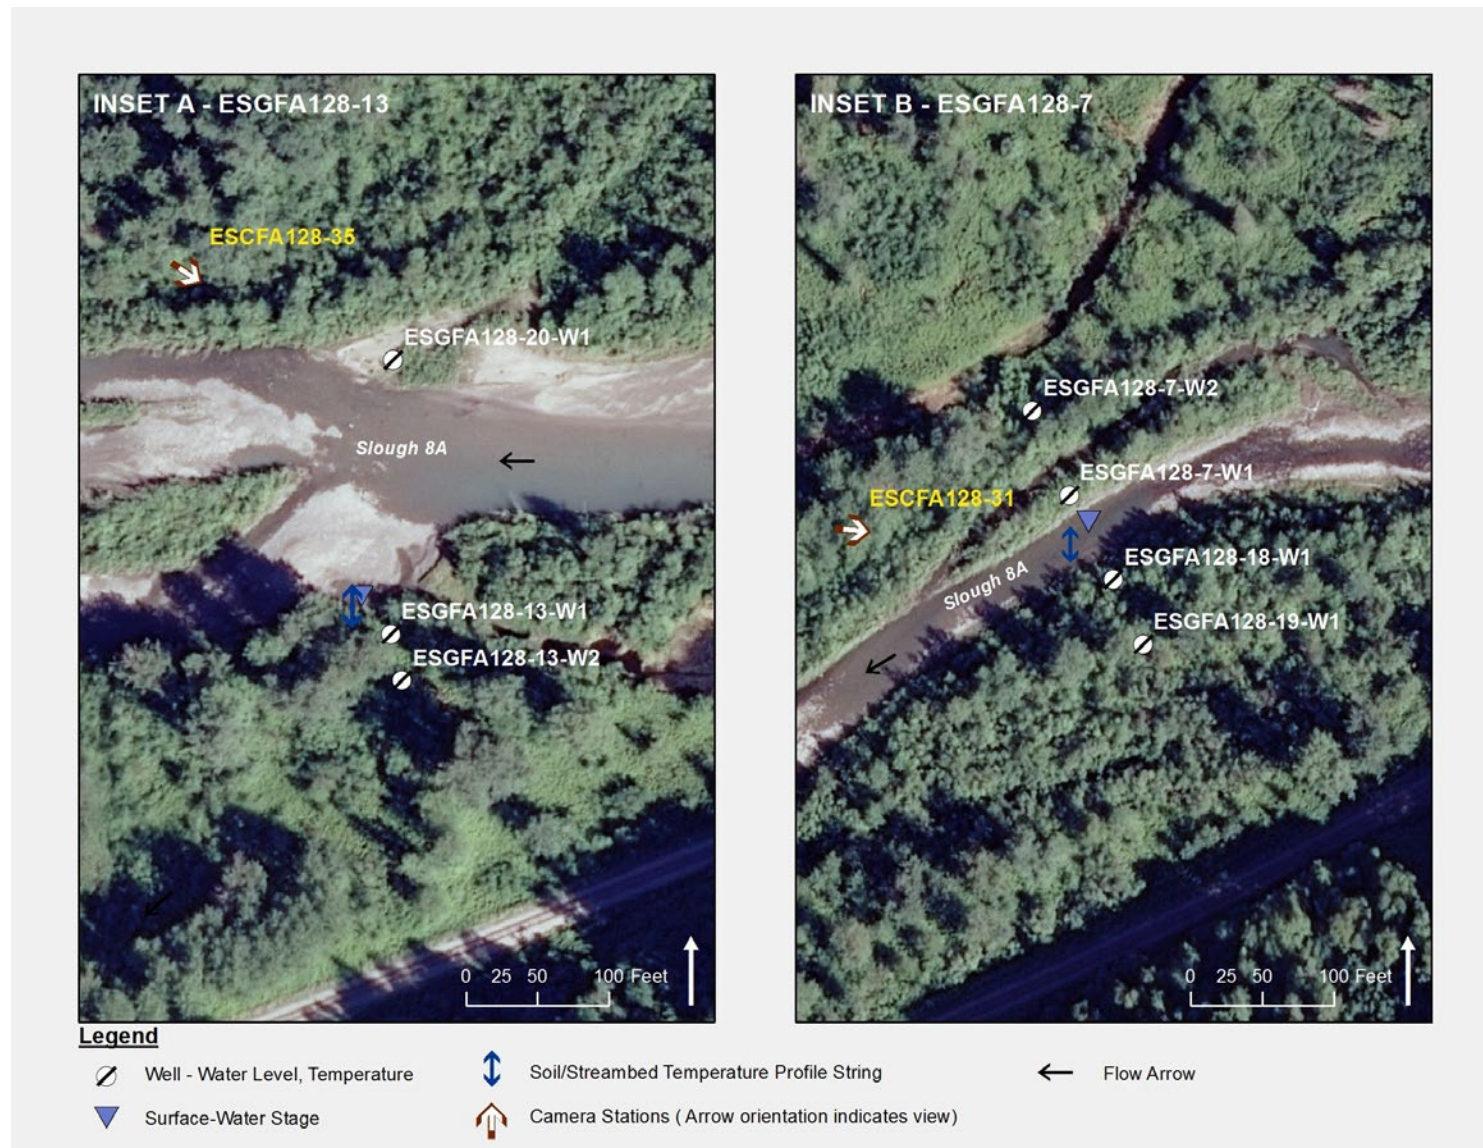 INSET A - ESGFA128-13
ESCFA128-35
ESGFA128-20-W1
Slough 8A
ESGFA128-13-W1
ESGFA128-13-W2
0 25 50 100 Feet
INSET B - ESGFA128-7
ESGFA128-7-W2
ESGFA128-7-W1
ESCFA128-31
ESGFA128-18-W1
Slough 8A
ESGFA128-19-W1
0 25 50 100 Feet
Legend
Well - Water Level, Temperature
Surface-Water Stage
Soil/Streambed Temperature Profile String
Camera Stations ( Arrow orientation indicates view)
Flow Arrow